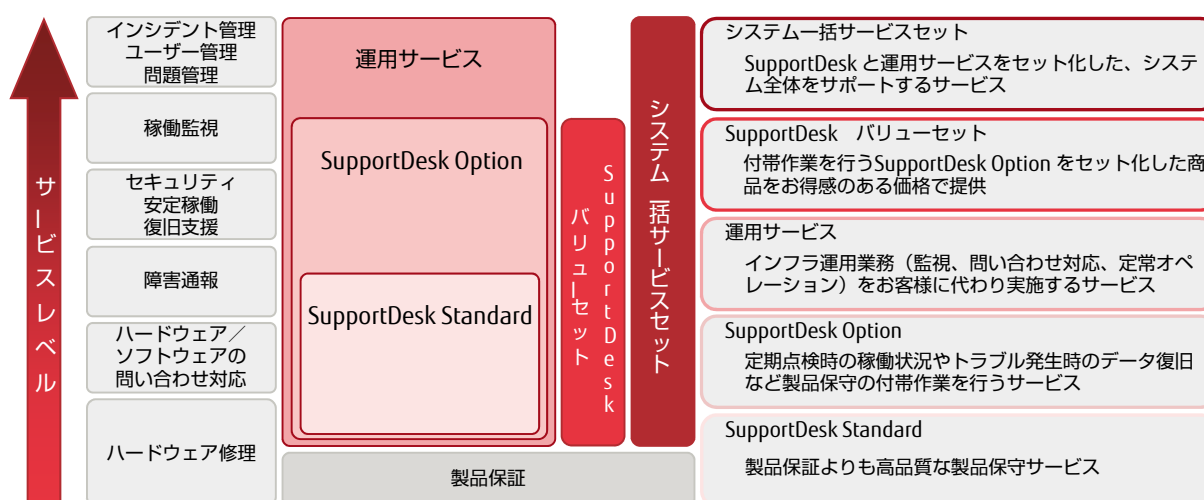 サービスレベル
インシデント管理
ユーザー管理
問題管理
稼働監視
セキュリティ
安定稼働
復旧支援
障害通報
ハードウェア／
ソフトウェアの
問い合わせ対応
ハードウェア修理
運用サービス
SupportDesk Option
SupportDesk Standard
SupportDesk
バリューセット
システム一括サービスセット
製品保証
システム一括サービスセット
SupportDesk と運用サービスをセット化した、システ
ム全体をサポートするサービス
SupportDesk　バリューセット
付帯作業を行うSupportDesk Option をセット化した商
品をお得感のある価格で提供
運用サービス
インフラ運用業務（監視、問い合わせ対応、定常オペ
レーション）をお客様に代わり実施するサービス
SupportDesk Option
定期点検時の稼働状況やトラブル発生時のデータ復旧
など製品保守の付帯作業を行うサービス
SupportDesk Standard
製品保証よりも高品質な製品保守サービス